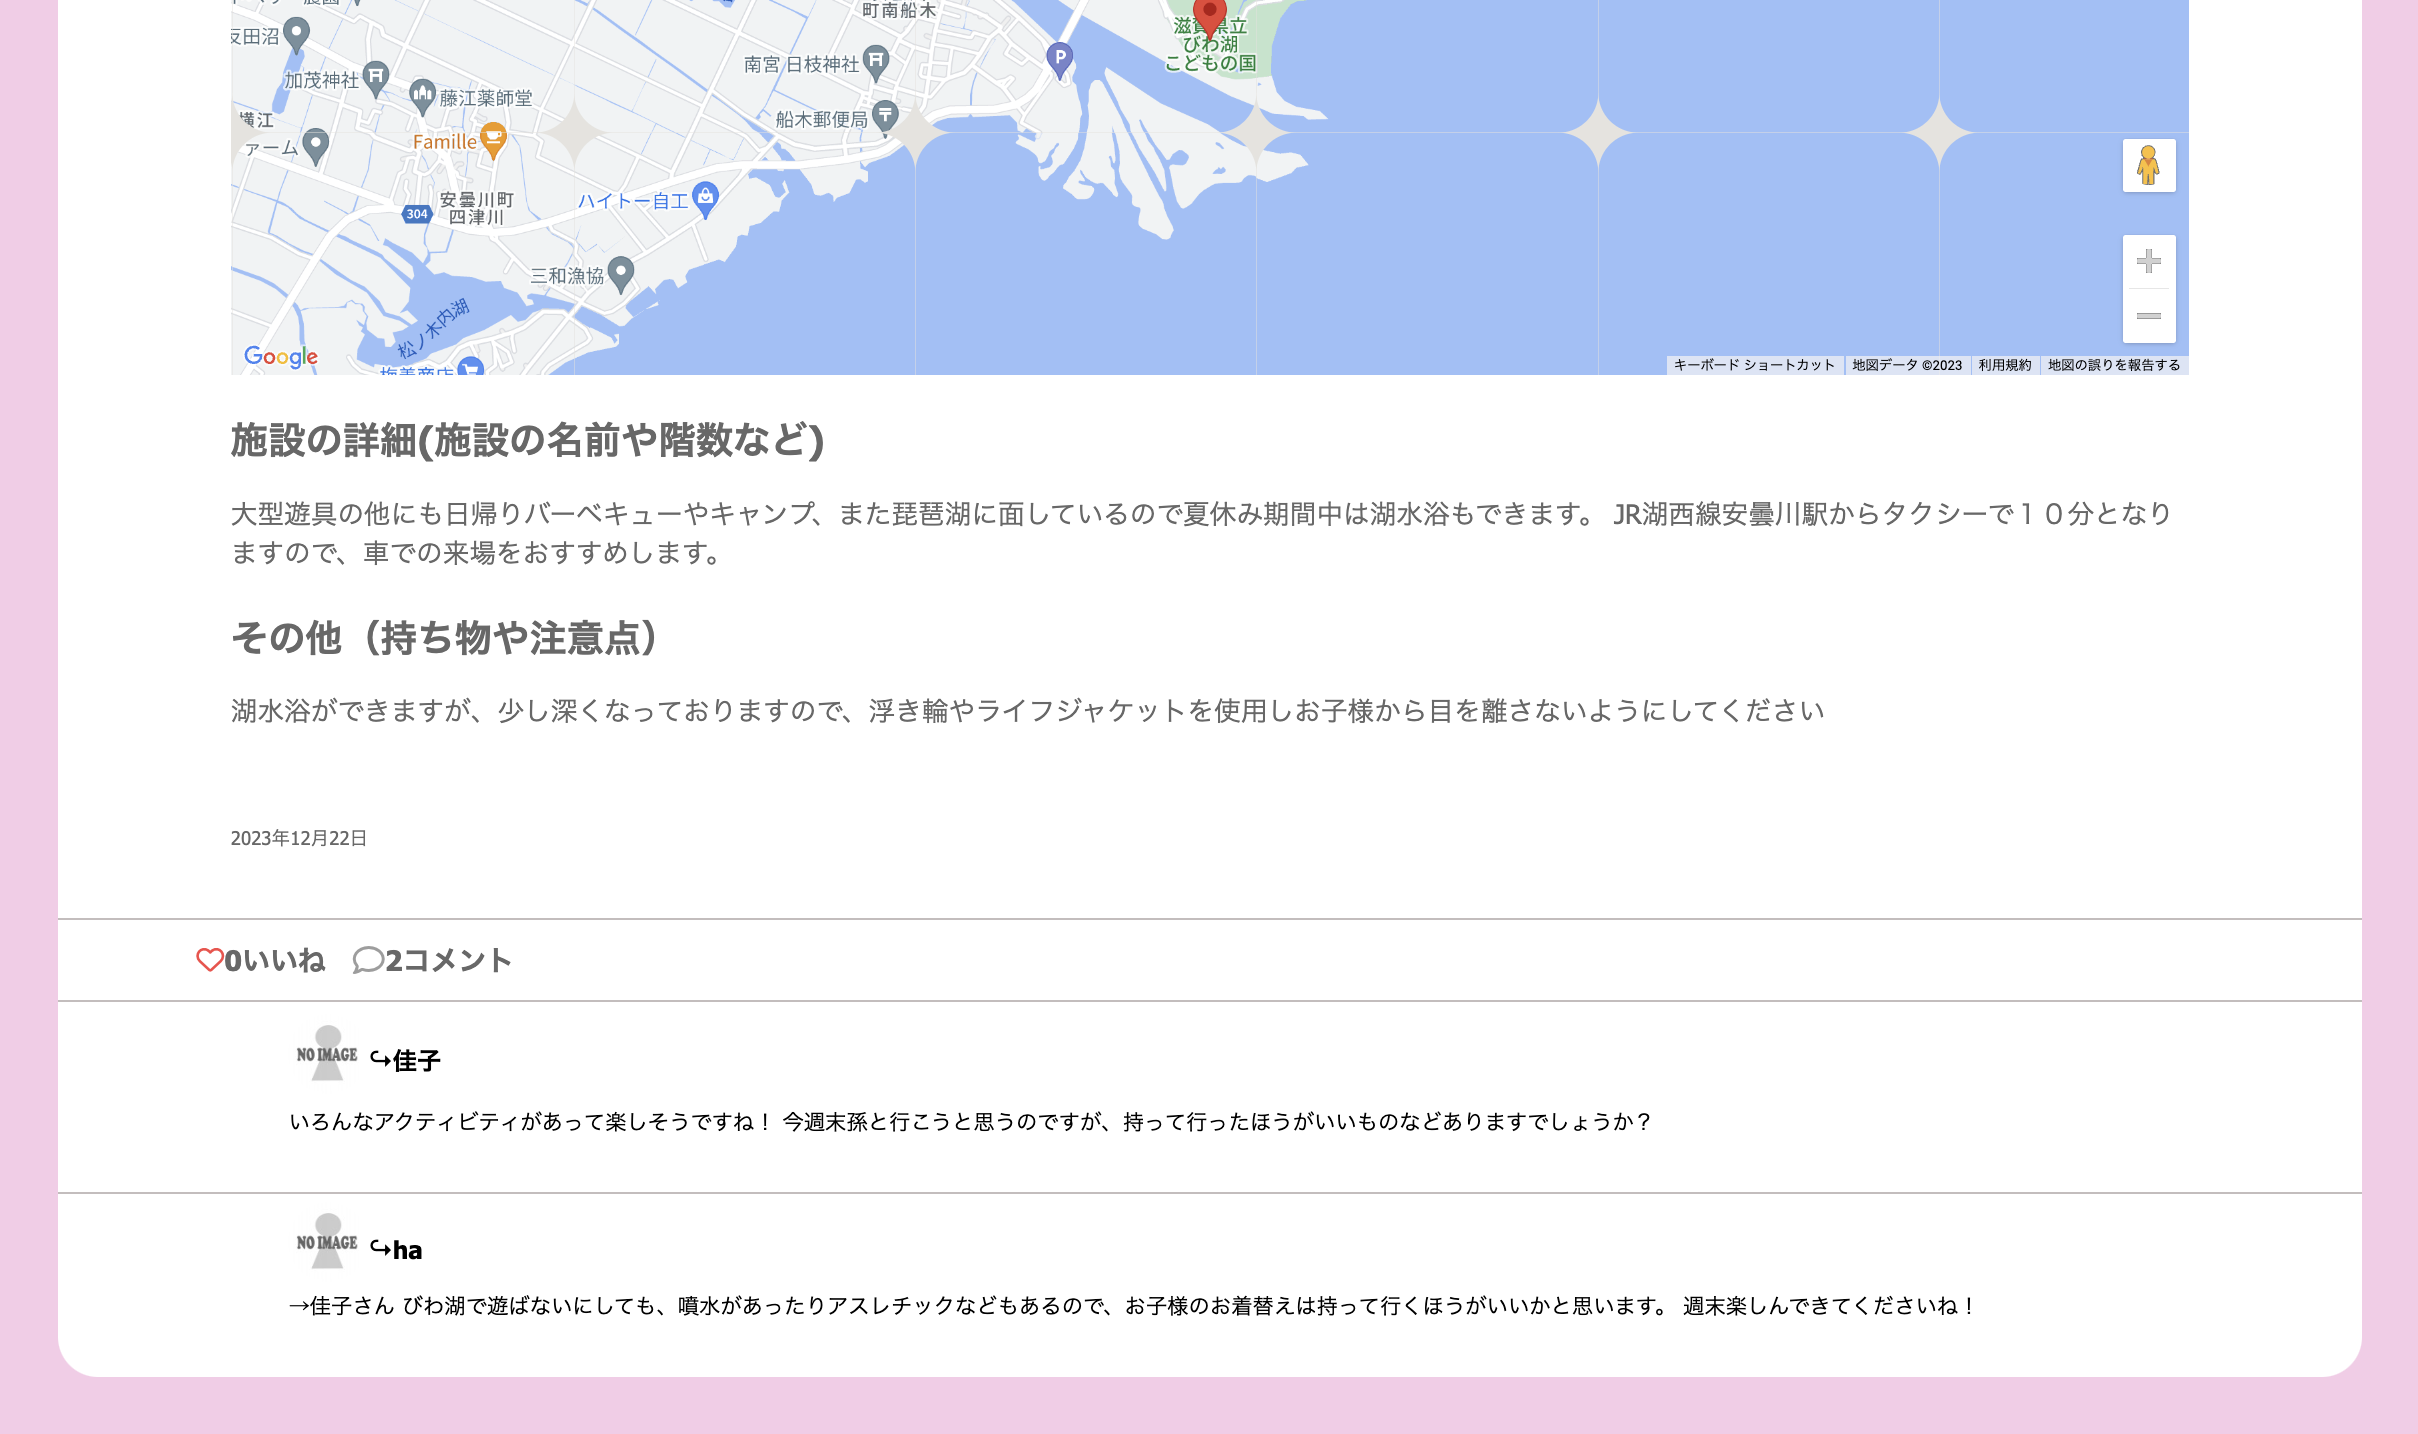 町南船木
反田沼
滋賀県立
びわ湖
こどもの国
P
南宮 日枝神社
加茂神社
藤江薬師堂
船木郵便局
横江
ァーム
Famille
安曇川町
四津川
304
ハイトー自工
三和漁協
松ノ木内湖
梅美商店
Google
キーボード ショートカット 地図データ ©2023 利用規約 地図の誤りを報告する
施設の詳細(施設の名前や階数など)
大型遊具の他にも日帰りバーベキューやキャンプ、また琵琶湖に面しているので夏休み期間中は湖水浴もできます。 JR湖西線安曇川駅からタクシーで１０分となり
ますので、車での来場をおすすめします。
その他（持ち物や注意点）
湖水浴ができますが、少し深くなっておりますので、浮き輪やライフジャケットを使用しお子様から目を離さないようにしてください
2023年12月22日
0いいね 2コメント
NO IMAGE ↪佳子
いろんなアクティビティがあって楽しそうですね！ 今週末孫と行こうと思うのですが、持って行ったほうがいいものなどありますでしょうか？
NO IMAGE ↪ha
→佳子さん びわ湖で遊ばないにしても、噴水があったりアスレチックなどもあるので、お子様のお着替えは持って行くほうがいいかと思います。 週末楽しんできてくださいね！